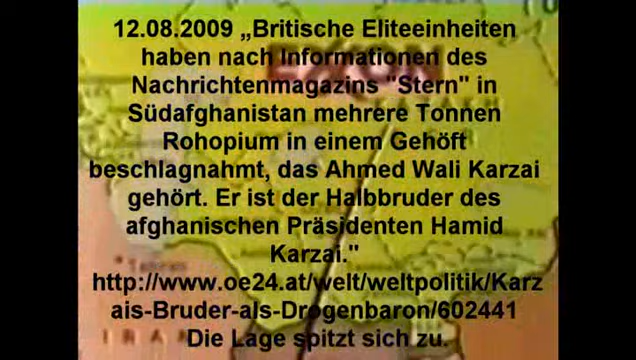 12.08.2009 „Britische Eliteeinheiten
haben nach Informationen des
Nachrichtenmagazins "Stern" in
Südafghanistan mehrere Tonnen
Rohopium in einem Gehöft
beschlagnahmt, das Ahmed Wali Karzai
gehört. Er ist der Halbbruder des
afghanischen Präsidenten Hamid
Karzai."
http://www.oe24.at/welt/weltpolitik/Karz
ais-Bruder-als-Drogenbaron/602441
Die Lage spitzt sich zu.
IRAN